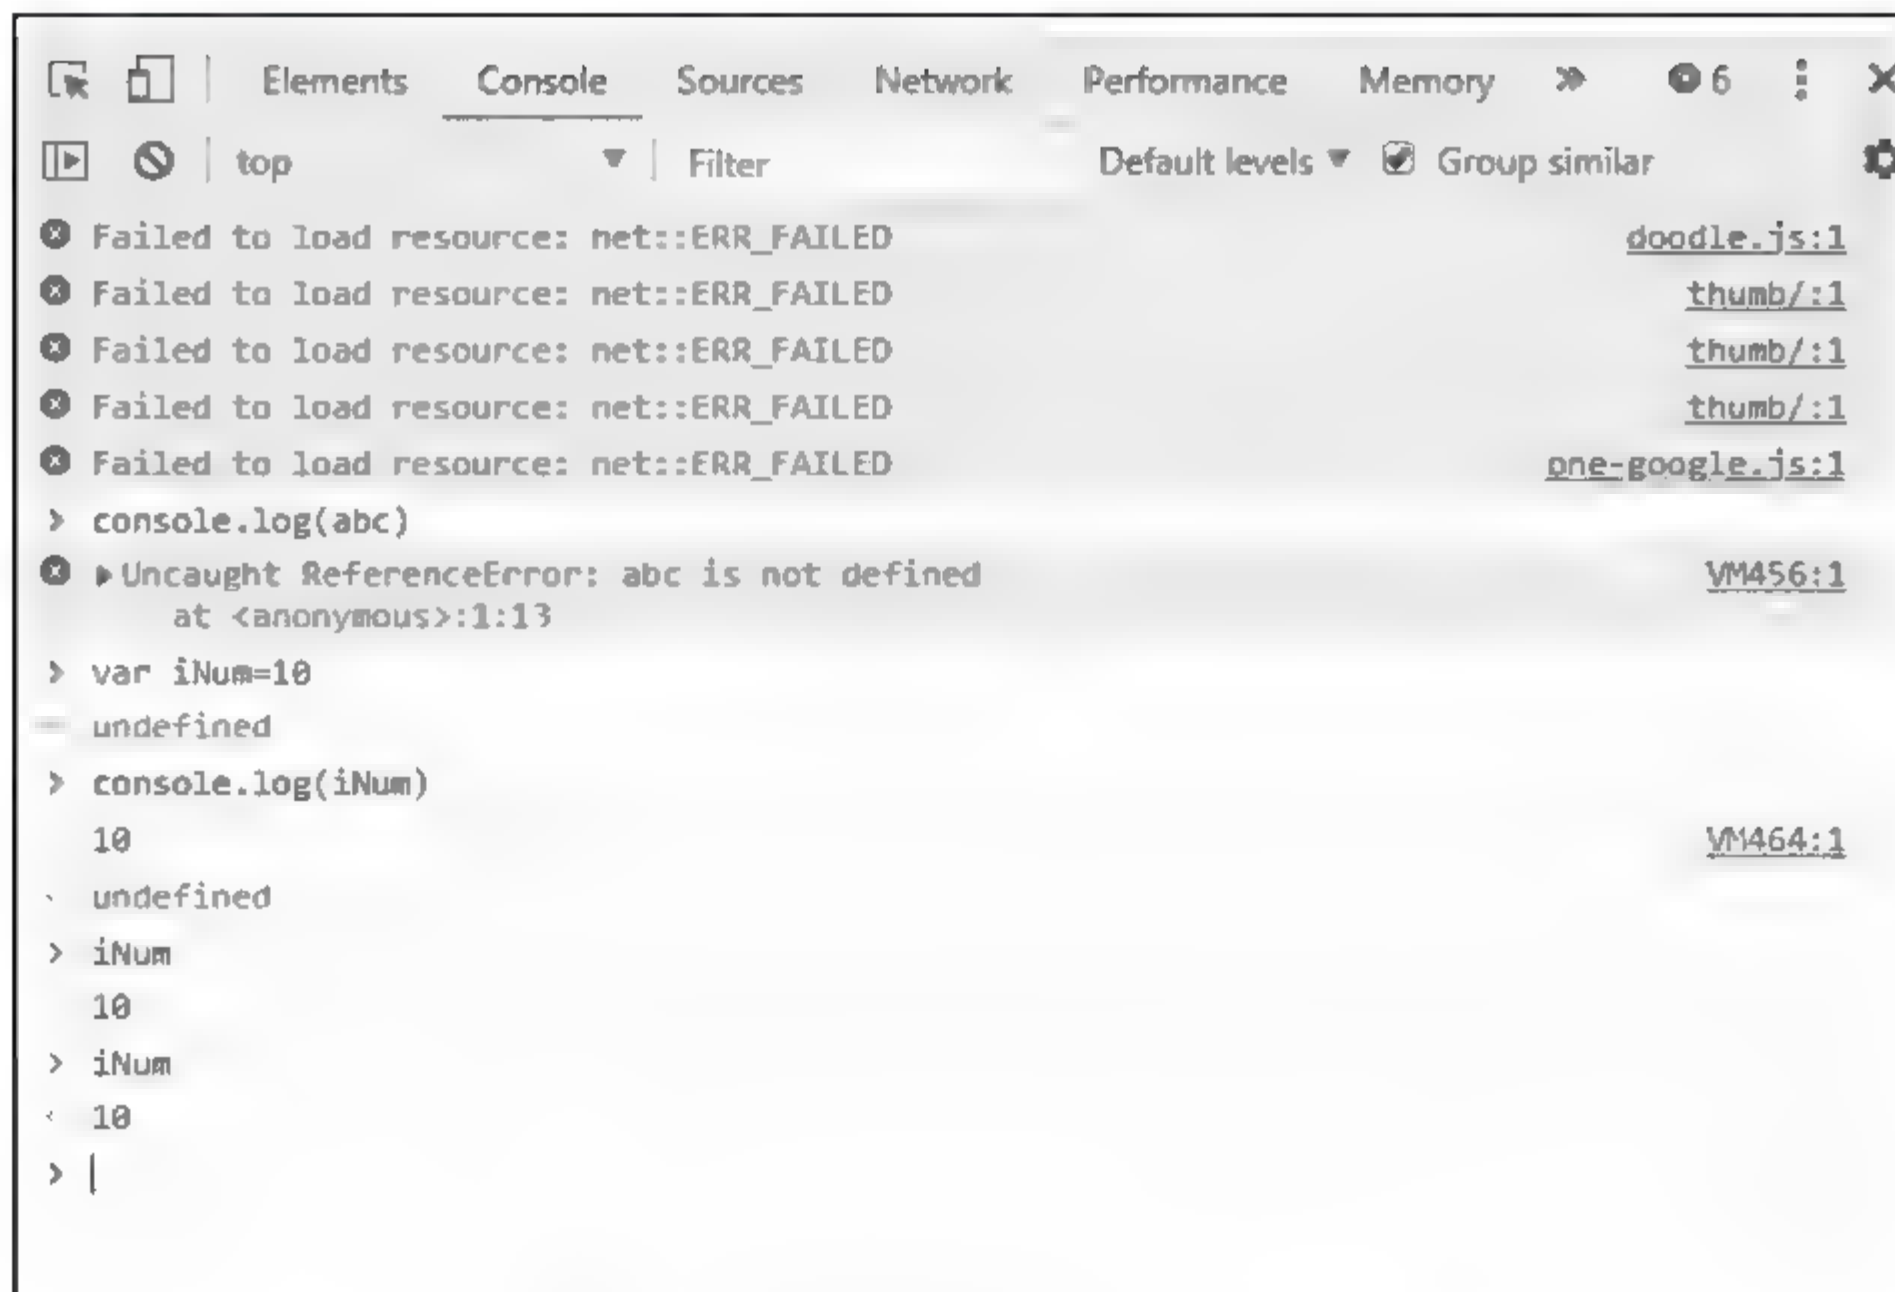 Elements Console Sources Network Performance Memory » 6
top Filter Default levels Group similar
Failed to load resource: net::ERR_FAILED doodle.js:1
Failed to load resource: net::ERR_FAILED thumb/:1
Failed to load resource: net::ERR_FAILED thumb/:1
Failed to load resource: net::ERR_FAILED thumb/:1
Failed to load resource: net::ERR_FAILED one-google.js:1
> console.log(abc)
Uncaught ReferenceError: abc is not defined VM456:1
at <anonymous>:1:13
> var iNum=10
undefined
> console.log(iNum)
10 VM464:1
undefined
> iNum
10
> iNum
10
>